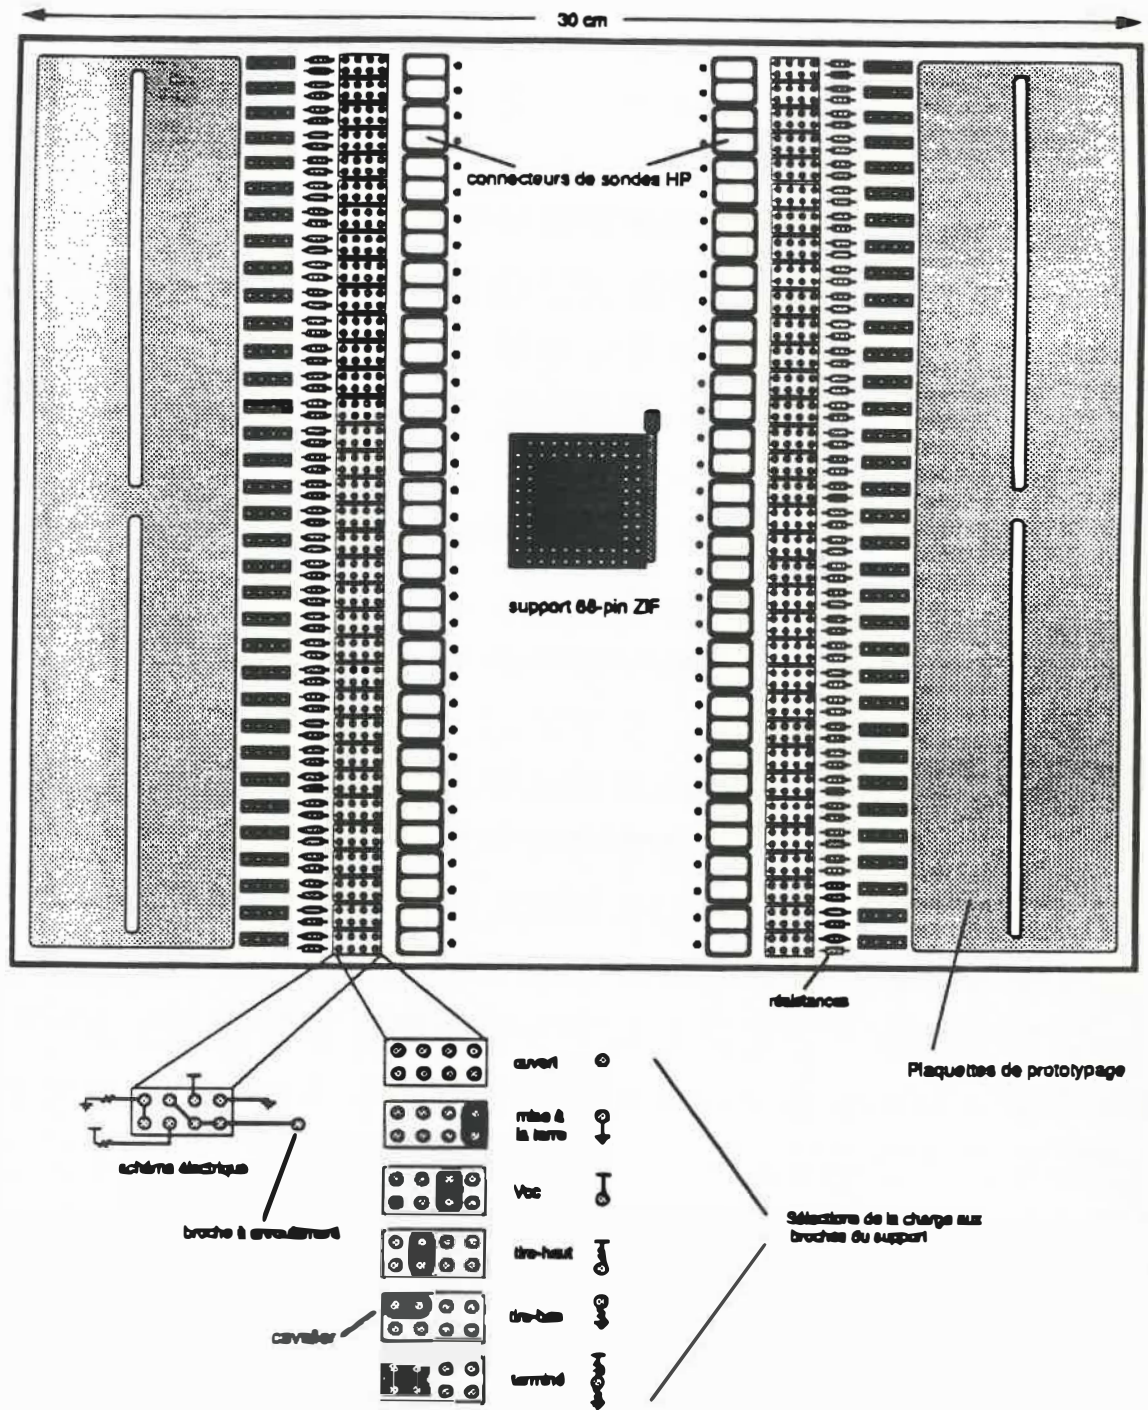 30 cm
connecteurs de sondes HP
support 68-pin ZIF
résistances
Plaquettes de prototypage
ouvert
mise à
la terre
schéma électrique
Vcc
broche à enroulement
Sélections de la charge aux
broches du support
tire-haut
tire-bas
cavalier
terminé